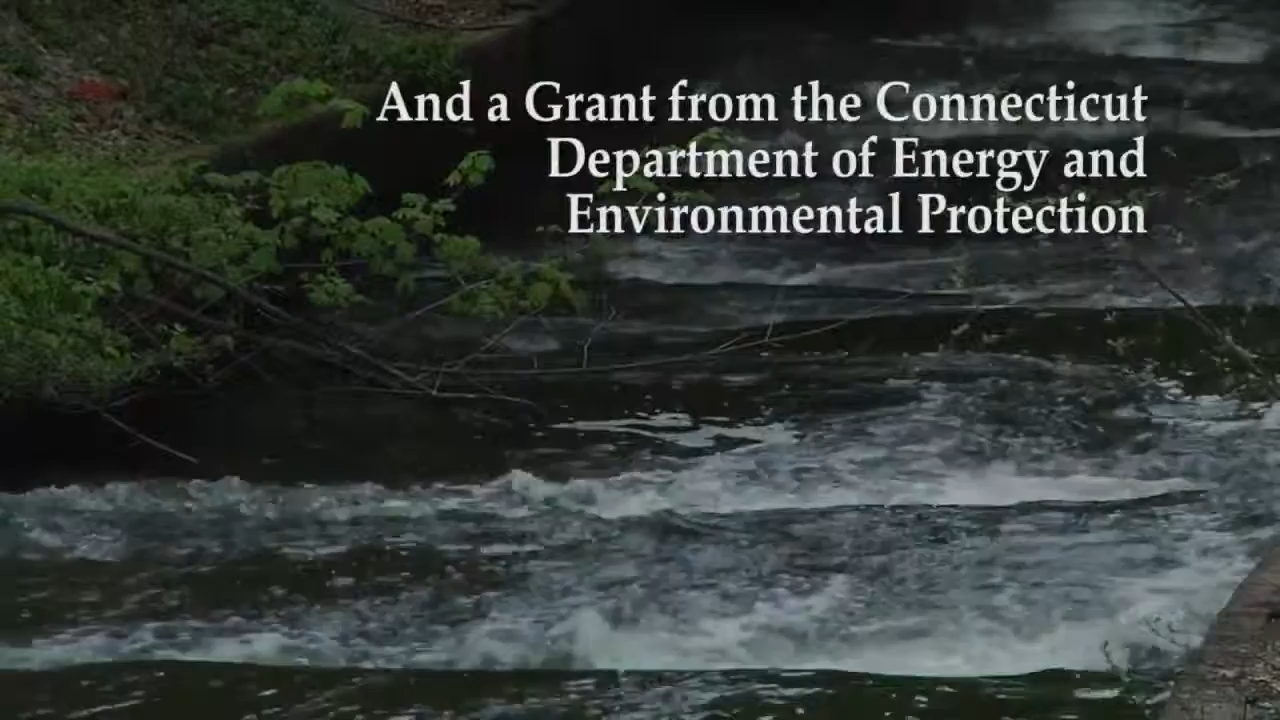 And a Grant from the Connecticut
Department of Energy and
Environmental Protection